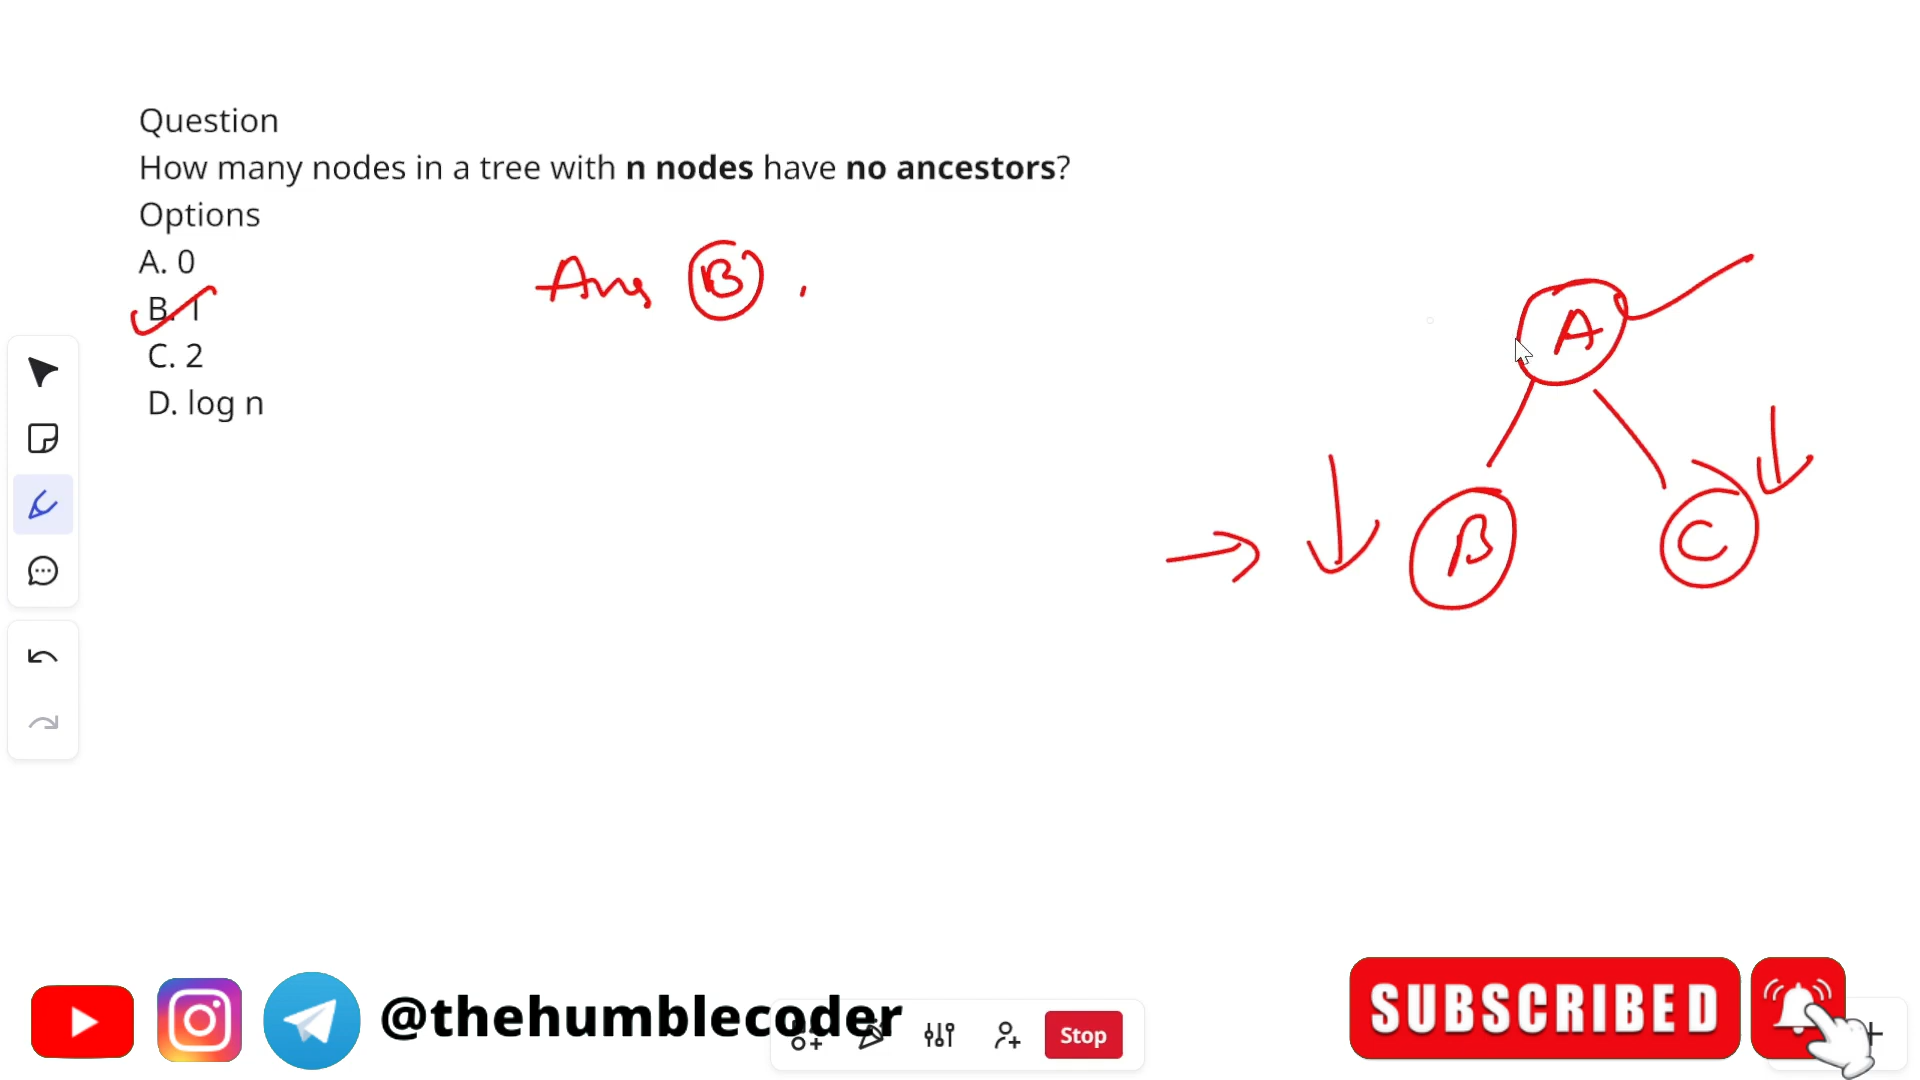 Question
How many nodes in a tree with n nodes have no ancestors?
Options
A. 0
B. 1
C. 2
D. log n
Ans B .
A
B
C
@thehumblecoder
Stop
SUBSCRIBED